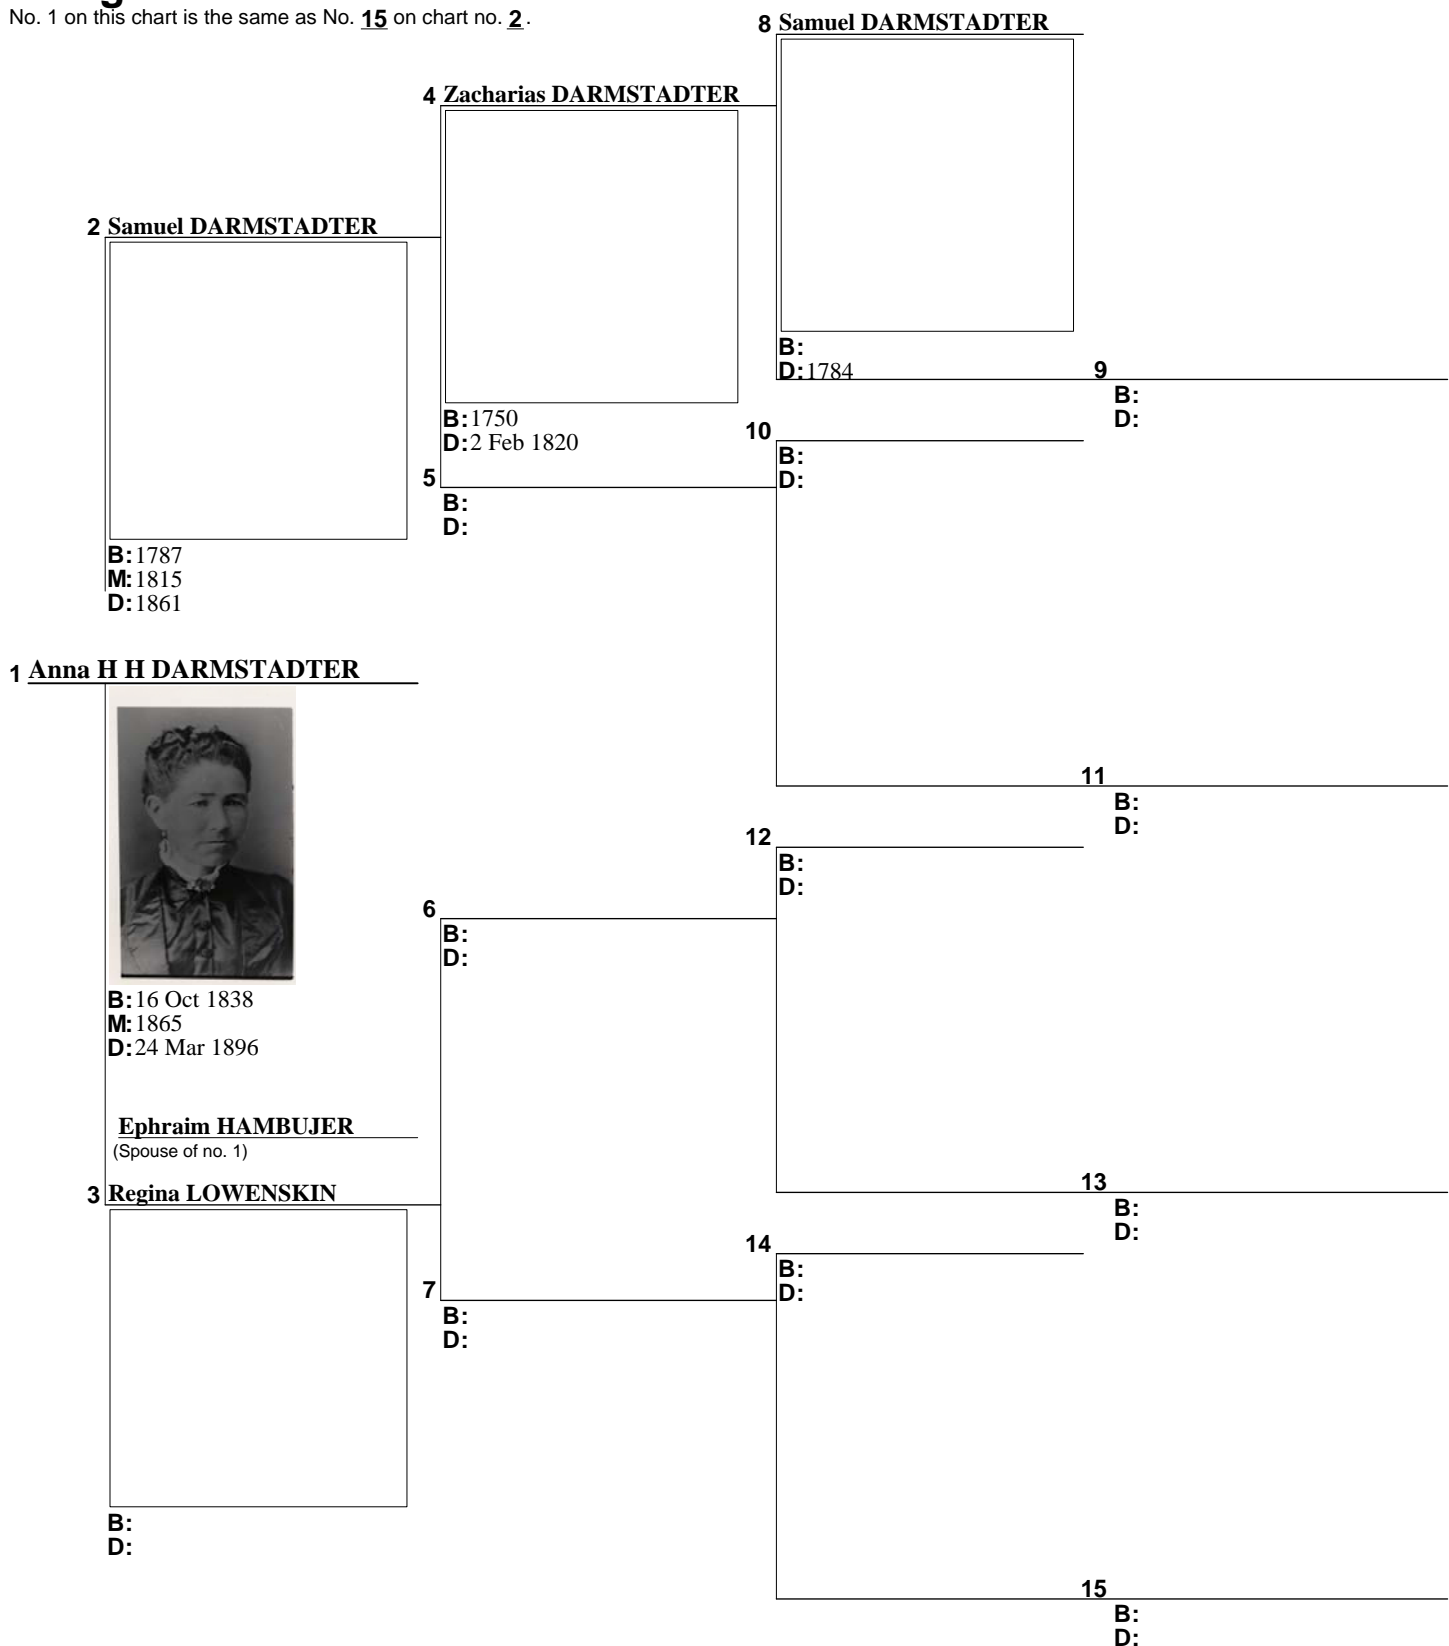 No. 1 on this chart is the same as No. 15 on chart no. 2.
8 Samuel DARMSTADTER
B:
D: 1784
4 Zacharias DARMSTADTER
B: 1750
D: 2 Feb 1820
9
B:
D:
2 Samuel DARMSTADTER
B: 1787
M: 1815
D: 1861
10
B:
D:
5
B:
D:
1 Anna H H DARMSTADTER
B: 16 Oct 1838
M: 1865
D: 24 Mar 1896
11
B:
D:
12
B:
D:
6
B:
D:
Ephraim HAMBUJER
(Spouse of no. 1)
3 Regina LOWENSKIN
B:
D:
13
B:
D:
14
B:
D:
7
B:
D:
15
B:
D: